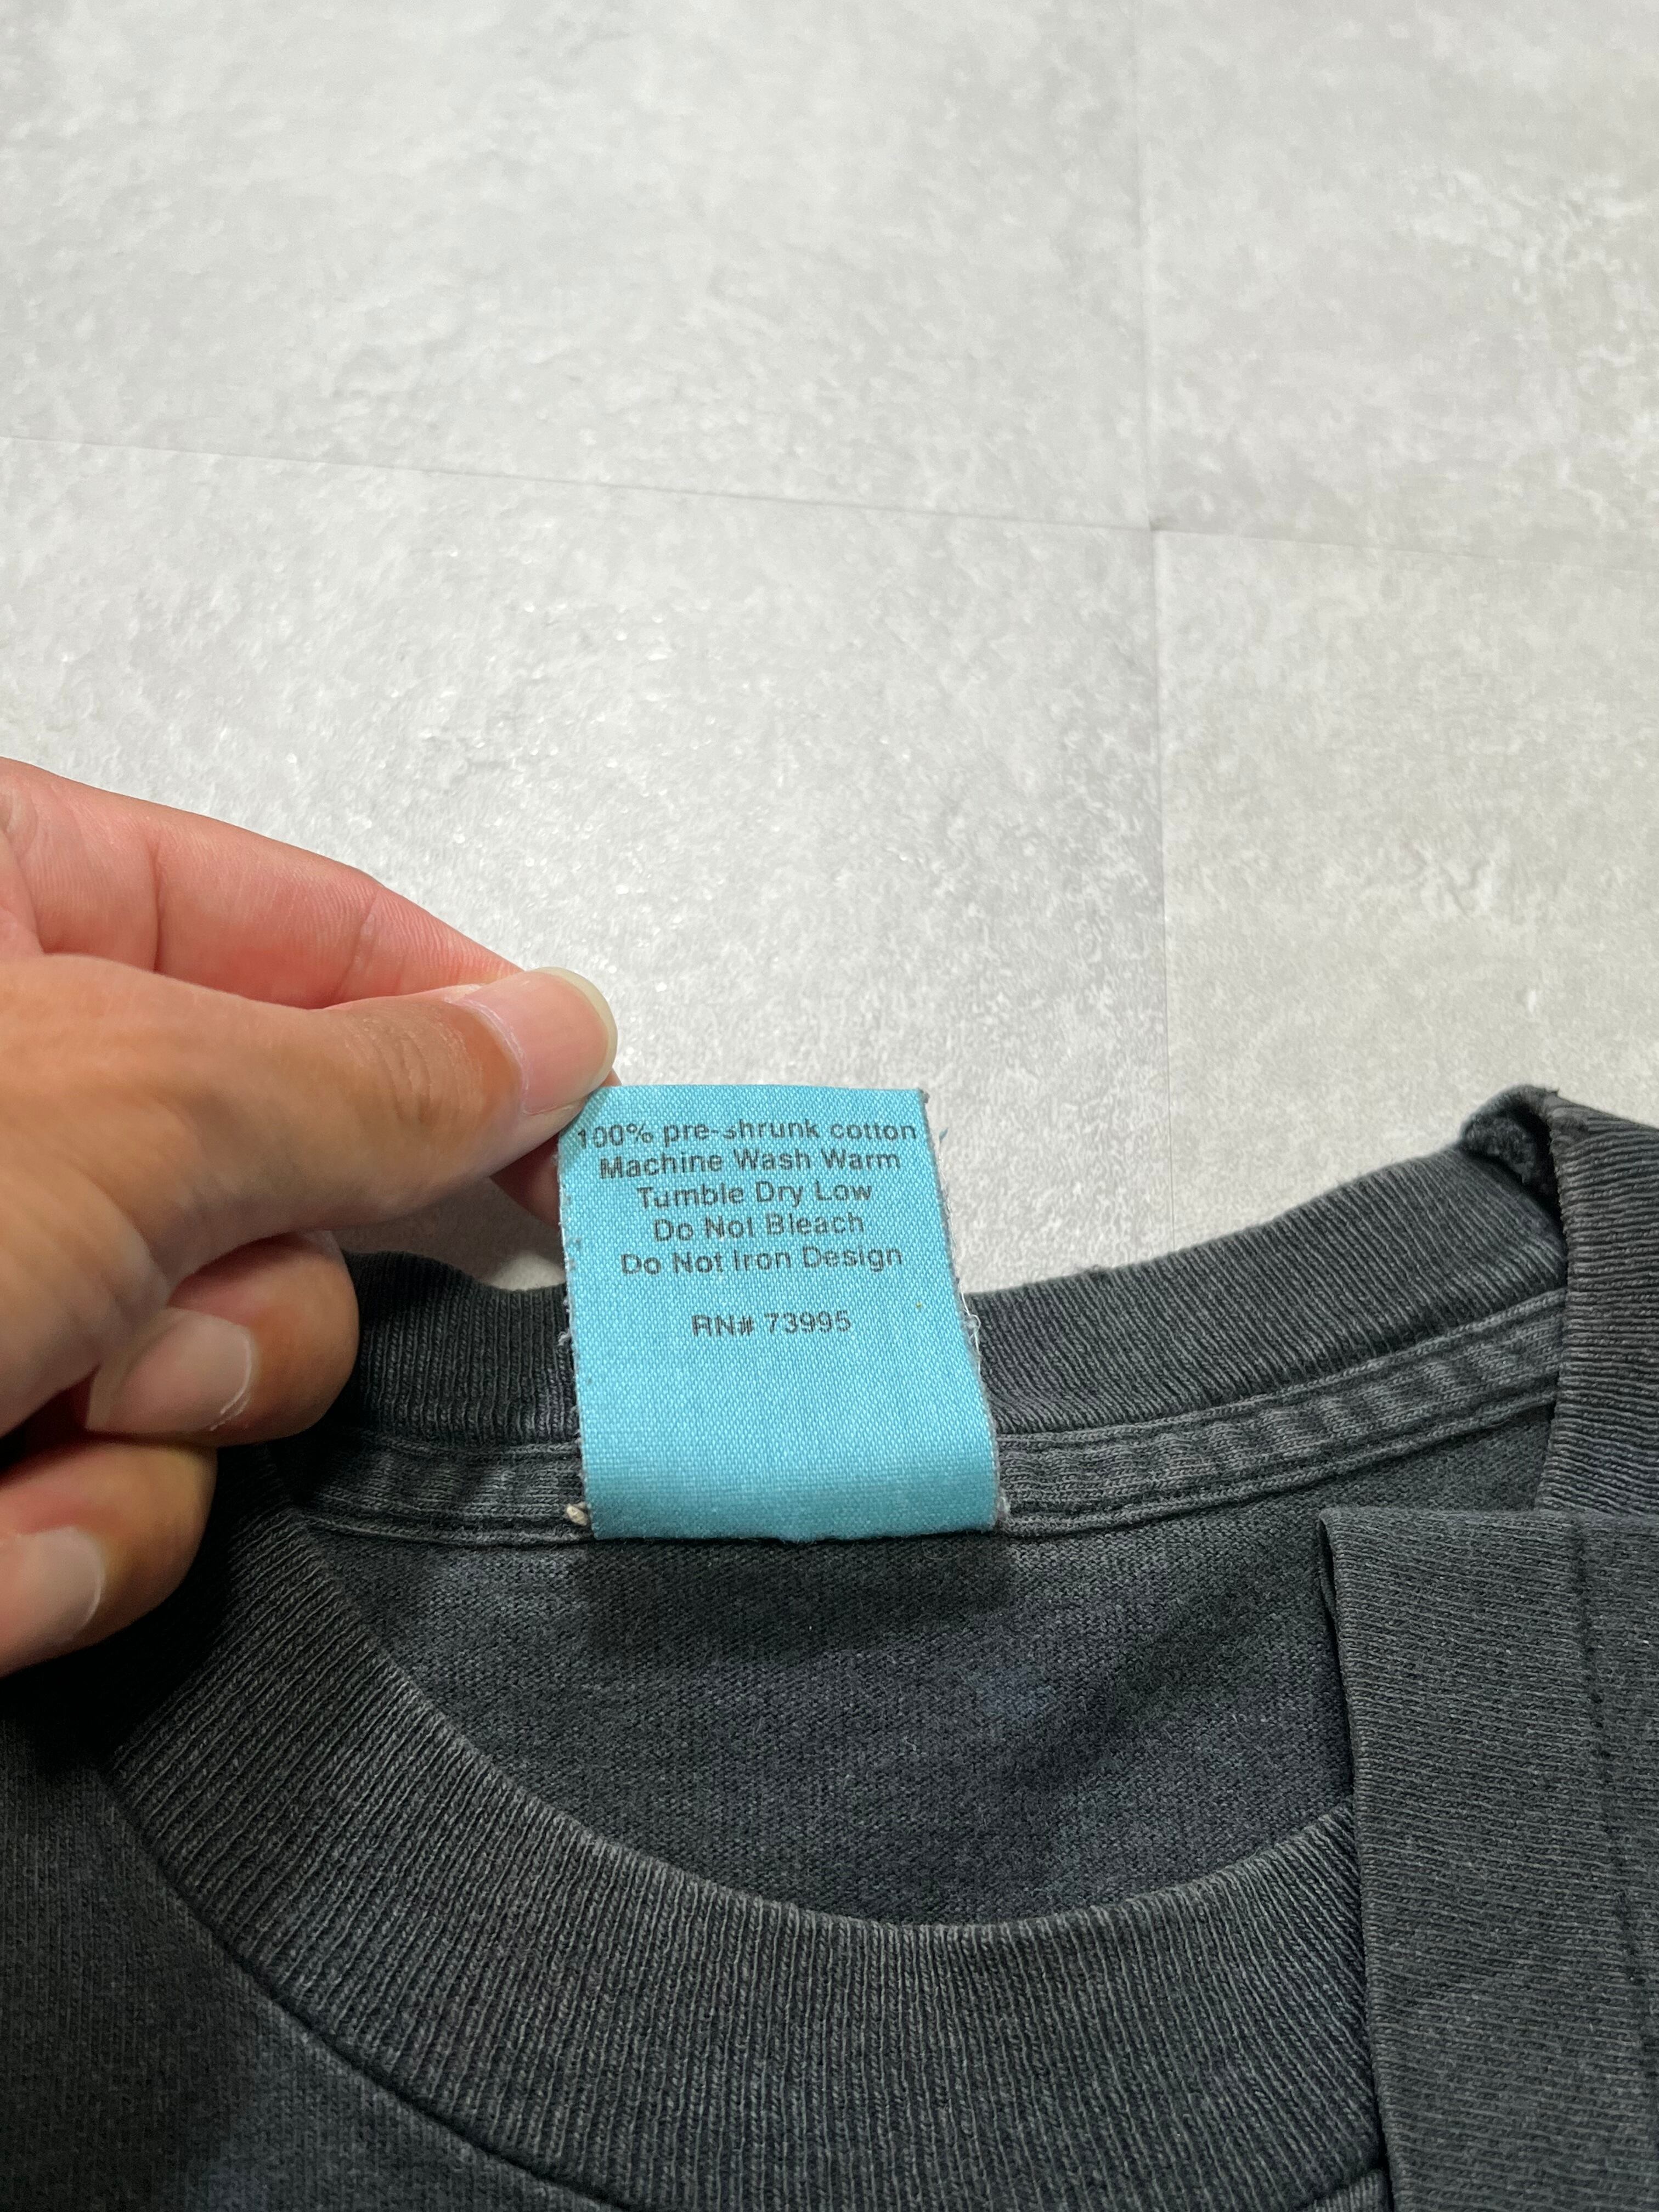 100% pre-shrunk cotton
Machine Wash Warm
Tumble Dry Low
Do Not Bleach
Do Not Iron Design
RN# 73995